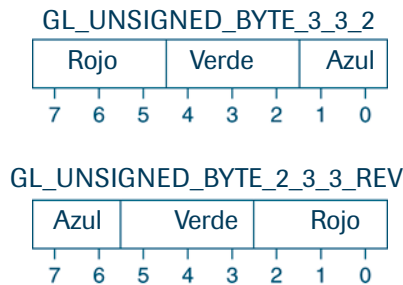 GL_UNSIGNED_BYTE_3_3_2
Rojo Verde Azul
7 6 5 4 3 2 1 0
GL_UNSIGNED_BYTE_2_3_3_REV
Azul Verde Rojo
7 6 5 4 3 2 1 0